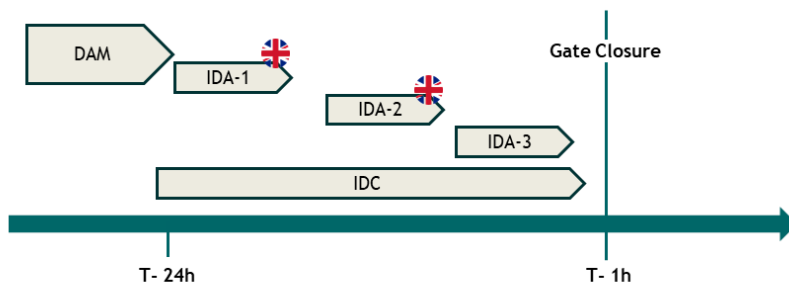 DAM
Gate Closure
IDA-1
IDA-2
IDA-3
IDC
T- 24h
T- 1h